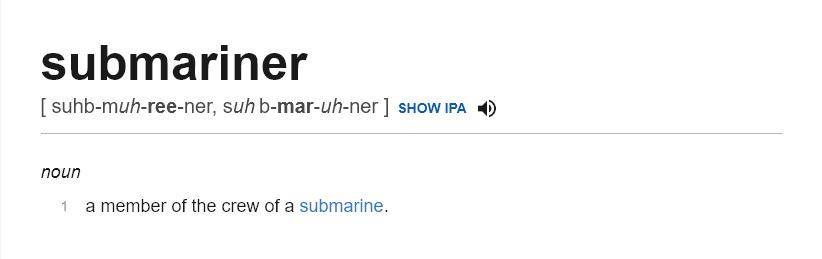 submariner
[ suhb-muh-ree-ner, suh b-mar-uh-ner ] SHOW IPA
noun
1 a member of the crew of a submarine.